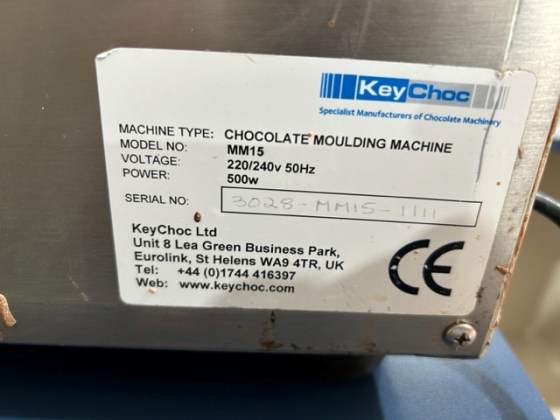 KeyChoc
Specialist Manufacturers of Chocolate Machinery
MACHINE TYPE: CHOCOLATE MOULDING MACHINE
MODEL NO: MM15
VOLTAGE: 220/240v 50Hz
POWER: 500w
SERIAL NO: 3028-MM15-1111
KeyChoc Ltd
Unit 8 Lea Green Business Park,
Eurolink, St Helens WA9 4TR, UK
Tel: +44 (0)1744 416397
Web: www.keychoc.com
CE